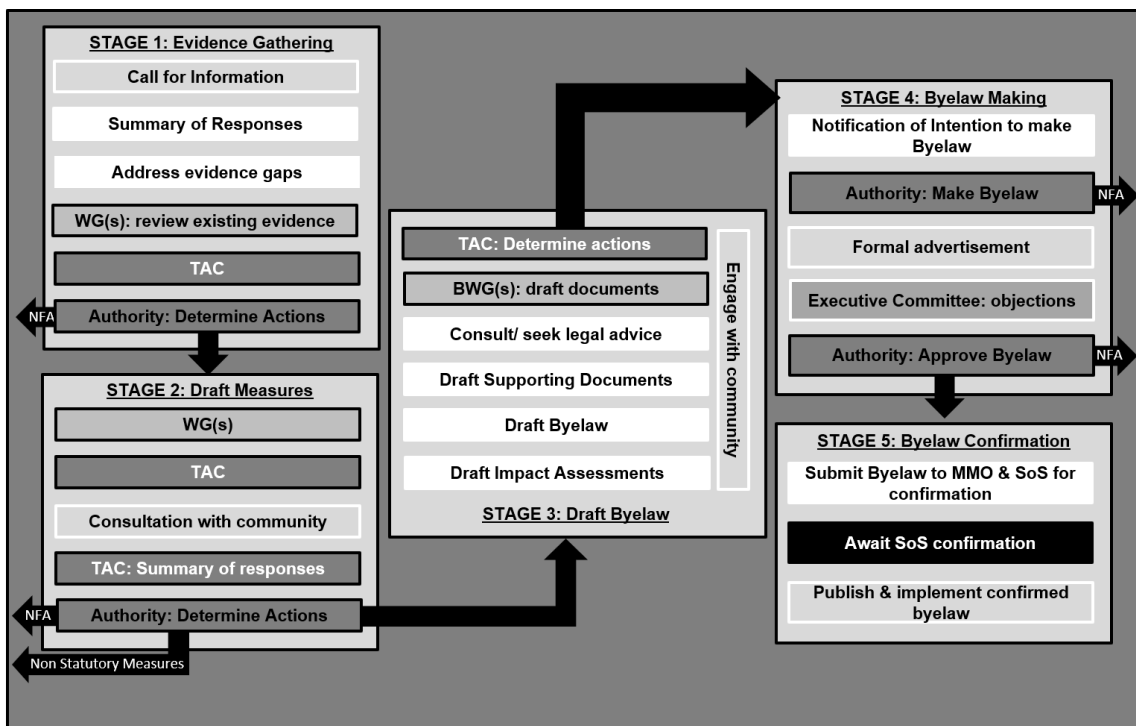 STAGE 1: Evidence Gathering
Call for Information
Summary of Responses
Address evidence gaps
WG(s): review existing evidence
TAC
NFA
Authority: Determine Actions
STAGE 2: Draft Measures
WG(s)
TAC
Consultation with community
TAC: Summary of responses
NFA
Authority: Determine Actions
Non Statutory Measures
TAC: Determine actions
BWG(s): draft documents
Consult/ seek legal advice
Draft Supporting Documents
Draft Byelaw
Draft Impact Assessments
Engage with community
STAGE 3: Draft Byelaw
STAGE 4: Byelaw Making
Notification of Intention to make
Byelaw
Authority: Make Byelaw
NFA
Formal advertisement
Executive Committee: objections
Authority: Approve Byelaw
NFA
STAGE 5: Byelaw Confirmation
Submit Byelaw to MMO & SoS for
confirmation
Await SoS confirmation
Publish & implement confirmed
byelaw